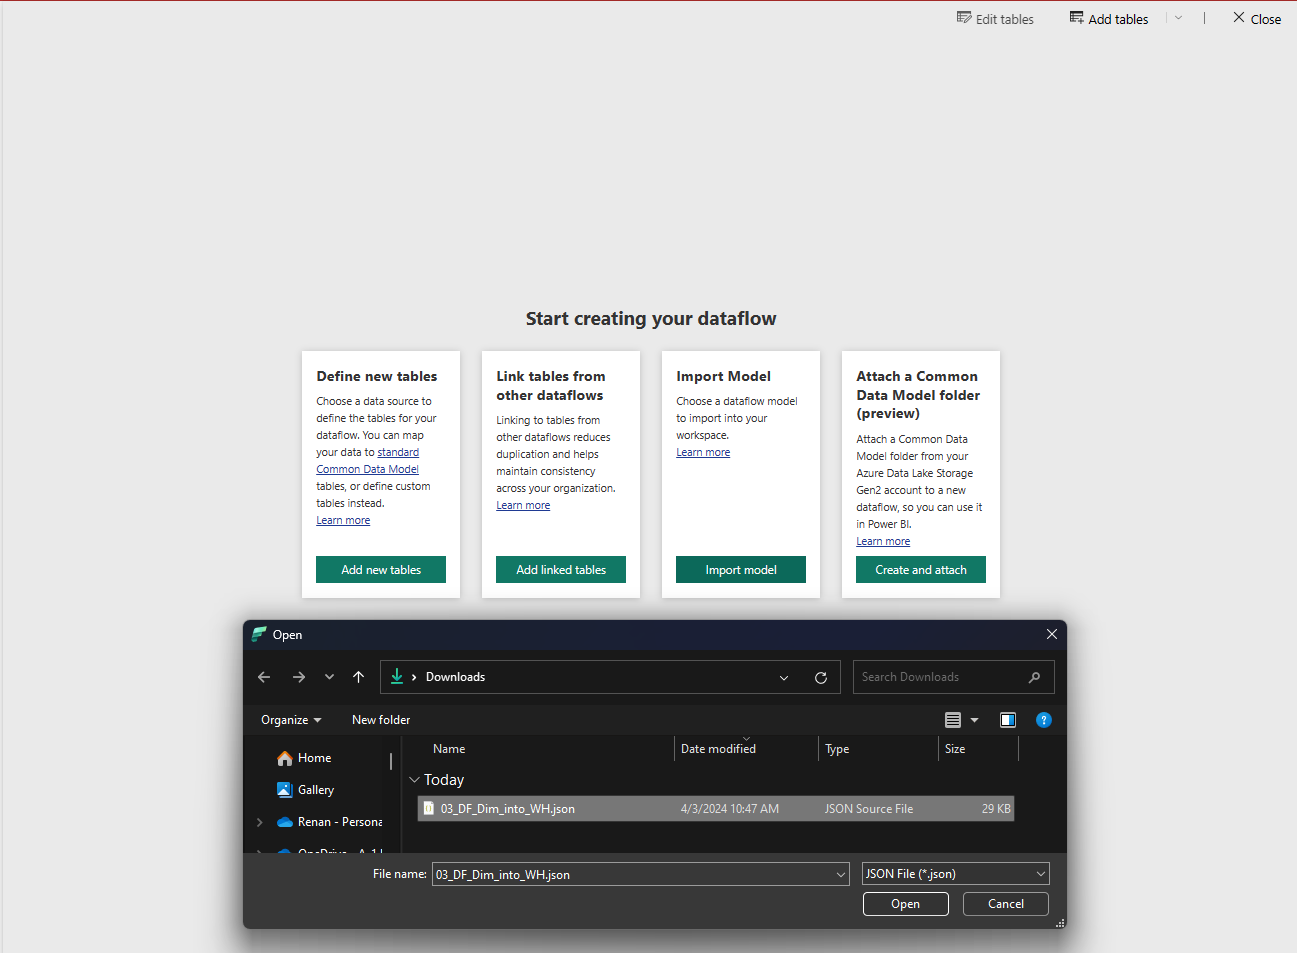 Edit tables
Add tables
Close
Start creating your dataflow
Define new tables
Choose a data source to
define the tables for your
dataflow. You can map
your data to standard
Common Data Model
tables, or define custom
tables instead.
Learn more
Add new tables
Link tables from
other dataflows
Linking to tables from
other dataflows reduces
duplication and helps
maintain consistency
across your organization.
Learn more
Add linked tables
Import Model
Choose a dataflow model
to import into your
workspace.
Learn more
Import model
Attach a Common
Data Model folder
(preview)
Attach a Common Data
Model folder from your
Azure Data Lake Storage
Gen2 account to a new
dataflow, so you can use it
in Power BI.
Learn more
Create and attach
Open
Downloads
Search Downloads
Organize
New folder
?
Name
Date modified
Type
Size
Home
Gallery
Renan - Persona
Today
03_DF_Dim_into_WH.json
4/3/2024 10:47 AM
JSON Source File
29 KB
File name:
03_DF_Dim_into_WH.json
JSON File (*.json)
Open
Cancel